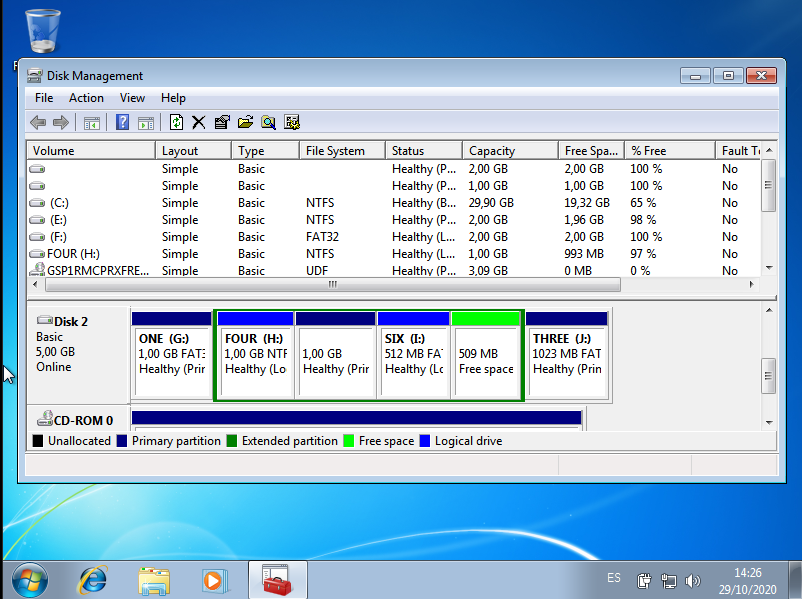 Disk Management
File Action View Help
Volume Layout Type File System Status Capacity Free Spa... % Free Fault To
Simple Basic Healthy (P... 2,00 GB 2,00 GB 100 % No
Simple Basic Healthy (P... 1,00 GB 1,00 GB 100 % No
(C:) Simple Basic NTFS Healthy (B... 29,90 GB 19,32 GB 65 % No
(E:) Simple Basic NTFS Healthy (P... 2,00 GB 1,96 GB 98 % No
(F:) Simple Basic FAT32 Healthy (L... 2,00 GB 2,00 GB 100 % No
FOUR (H:) Simple Basic NTFS Healthy (L... 1,00 GB 993 MB 97 % No
GSP1RMCPRXFRE... Simple Basic UDF Healthy (P... 3,09 GB 0 MB 0 %  No
Disk 2
Basic
5,00 GB
Online
ONE (G:)
1,00 GB FAT3
Healthy (Prir
FOUR (H:)
1,00 GB NTF
Healthy (Lo
1,00 GB
Healthy (Prir
SIX (I:)
512 MB FA
Healthy (Lo
509 MB
Free space
THREE (J:)
1023 MB FAT
Healthy (Prin
CD-ROM 0
Unallocated Primary partition Extended partition Free space Logical drive
ES
14:26
29/10/2020